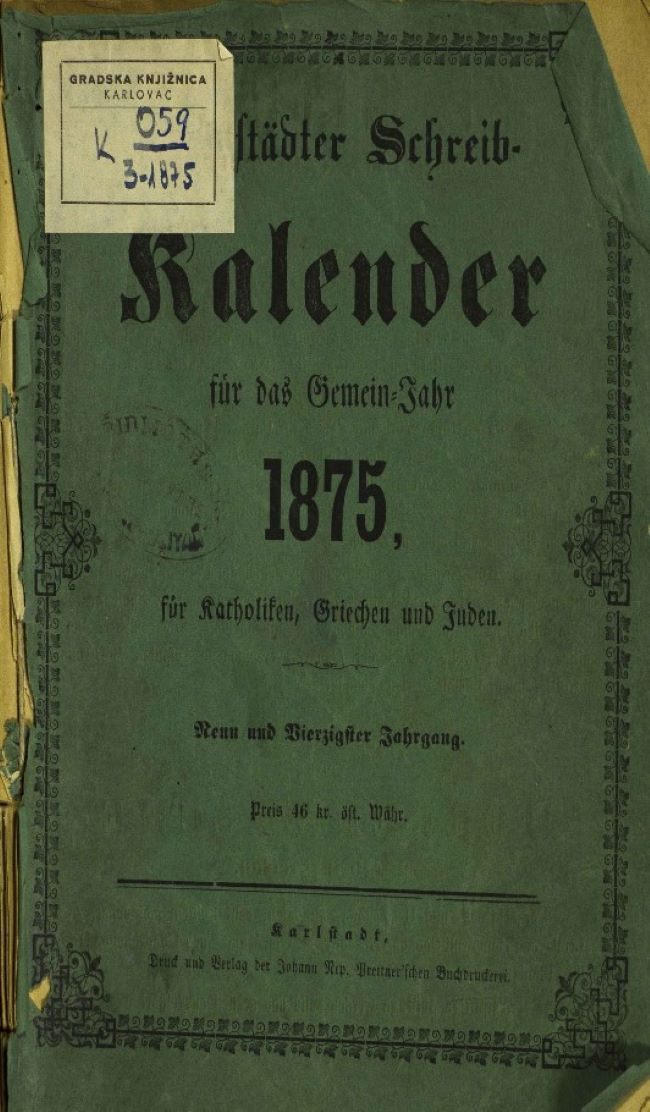 GRADSKA KNJIŽNICA
KARLOVAC
K 059
3-1875
städter Schreib-
Kalender
für das Gemein-Jahr
1875,
für Katholiken, Griechen und Juden.
Neun und Vierzigster Jahrgang.
Preis 46 kr. öst. Währ.
Karlstadt,
Druck und Verlag der Johann Nep. Prettner'schen Buchdruckerei.